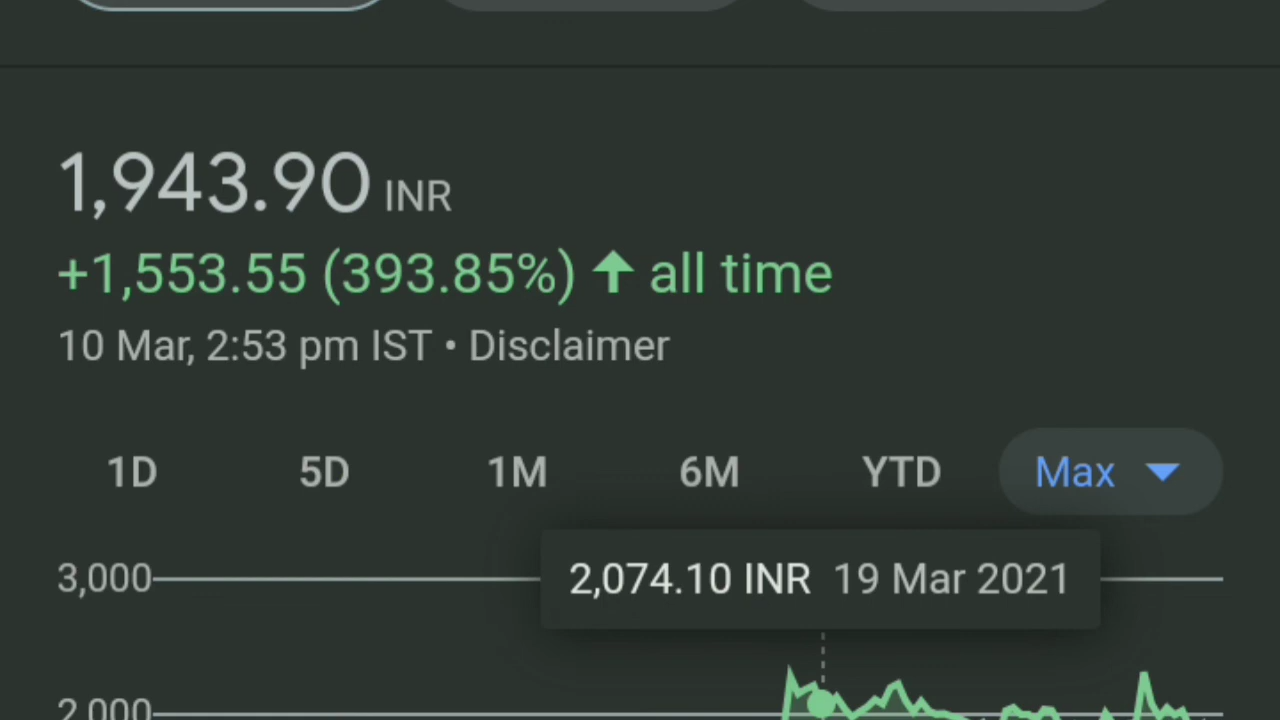 1,943.90 INR
+1,553.55 (393.85%) ↑ all time
10 Mar, 2:53 pm IST • Disclaimer
1D 5D 1M 6M YTD Max
3,000 2,074.10 INR 19 Mar 2021
2,000